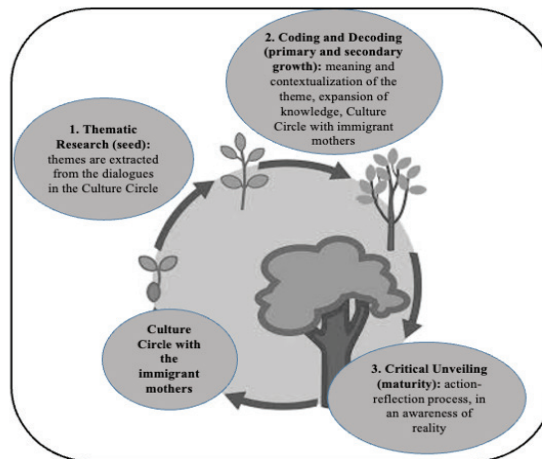 2. Coding and Decoding
(primary and secondary
growth): meaning and
contextualization of the
theme, expansion of
knowledge, Culture
Circle with immigrant
mothers
1. Thematic
Research (seed):
themes are extracted
from the dialogues
in the Culture Circle
Culture
Circle with
the
immigrant
mothers
3. Critical Unveiling
(maturity): action-
reflection process, in
an awareness of
reality